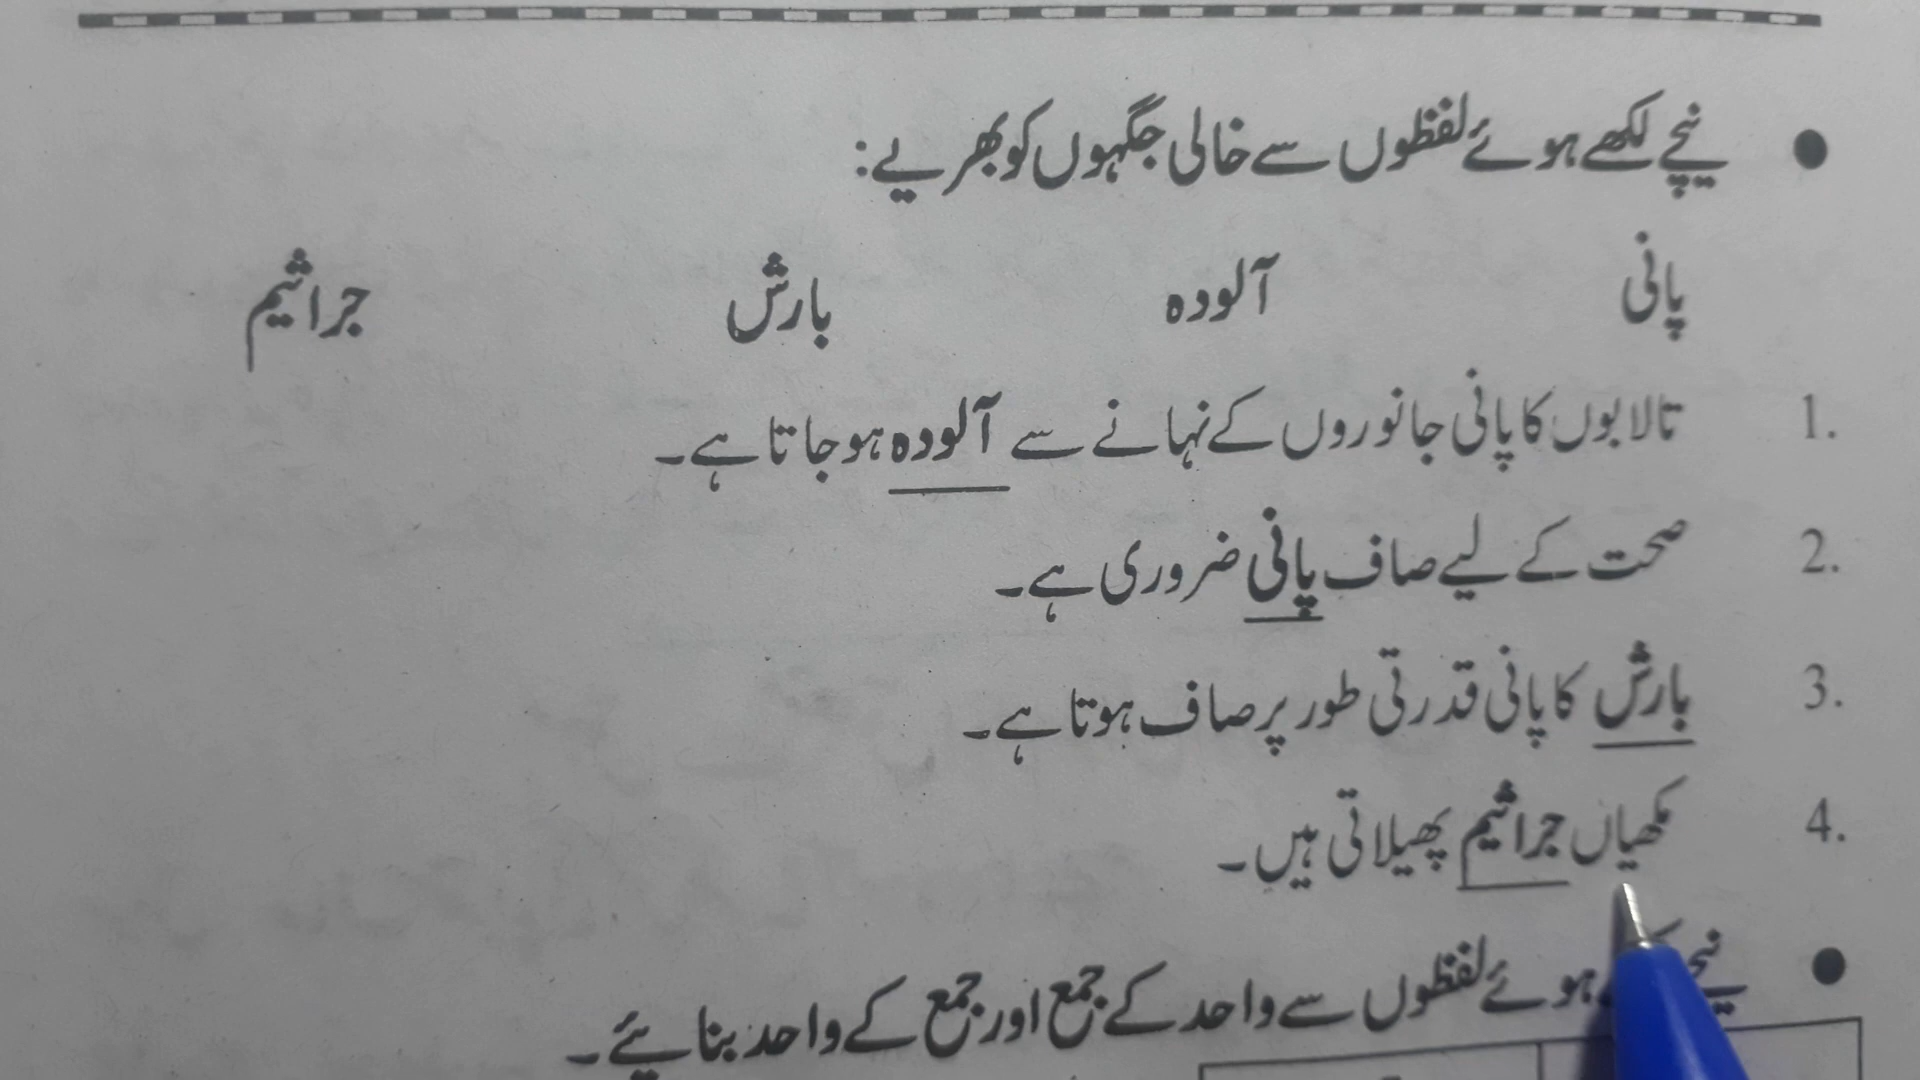 ● نیچے لکھے ہوئے لفظوں سے خالی جگہوں کو بھریے:
پانی آلودہ بارش جراثیم
1. تالابوں کا پانی جانوروں کے نہانے سے آلودہ ہو جاتا ہے۔
2. صحت کے لیے صاف پانی ضروری ہے۔
3. بارش کا پانی قدرتی طور پر صاف ہوتا ہے۔
4. مکھیاں جراثیم پھیلاتی ہیں۔
● نیچے ہوئے لفظوں سے واحد کے جمع اور جمع کے واحد بنائیے۔